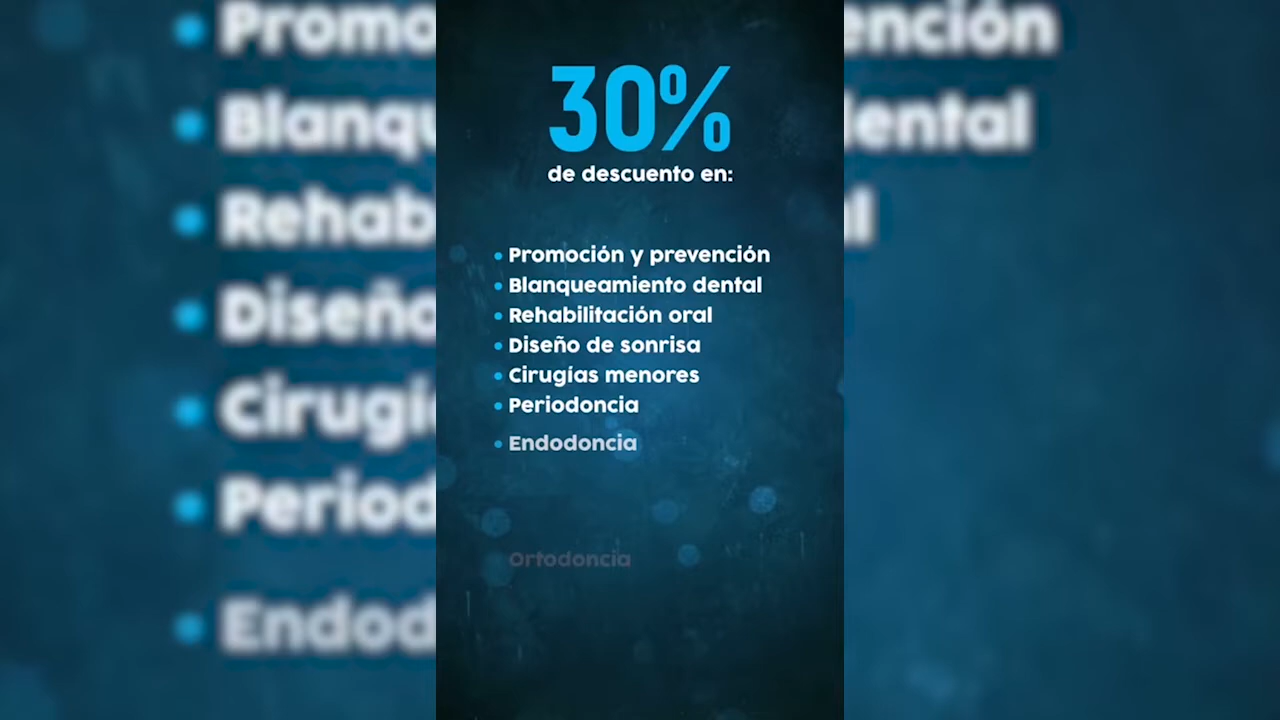 30%
de descuento en:
• Promoción y prevención
• Blanqueamiento dental
• Rehabilitación oral
• Diseño de sonrisa
• Cirugías menores
• Periodoncia
• Endodoncia
Ortodoncia